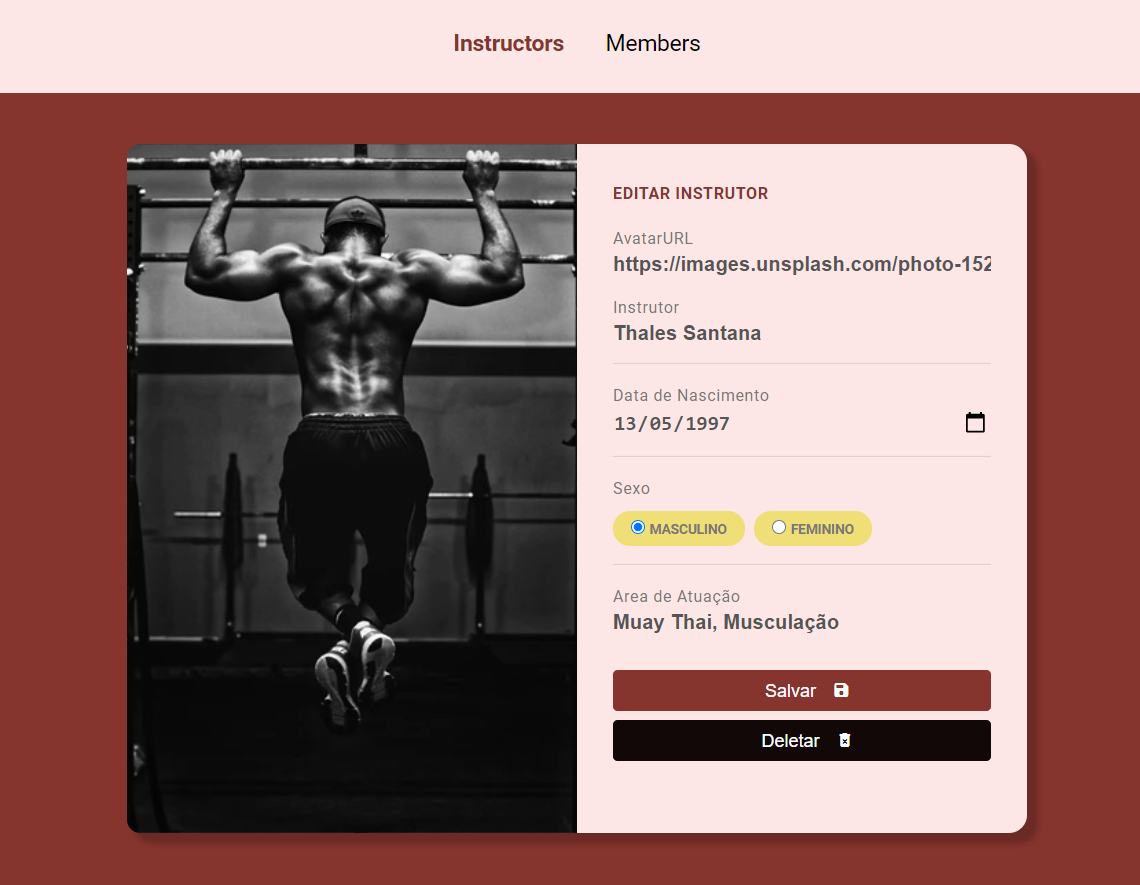 Instructors Members
EDITAR INSTRUTOR
AvatarURL
https://images.unsplash.com/photo-152
Instrutor
Thales Santana
Data de Nascimento
13/05/1997
Sexo
MASCULINO FEMININO
Area de Atuação
Muay Thai, Musculação
Salvar
Deletar